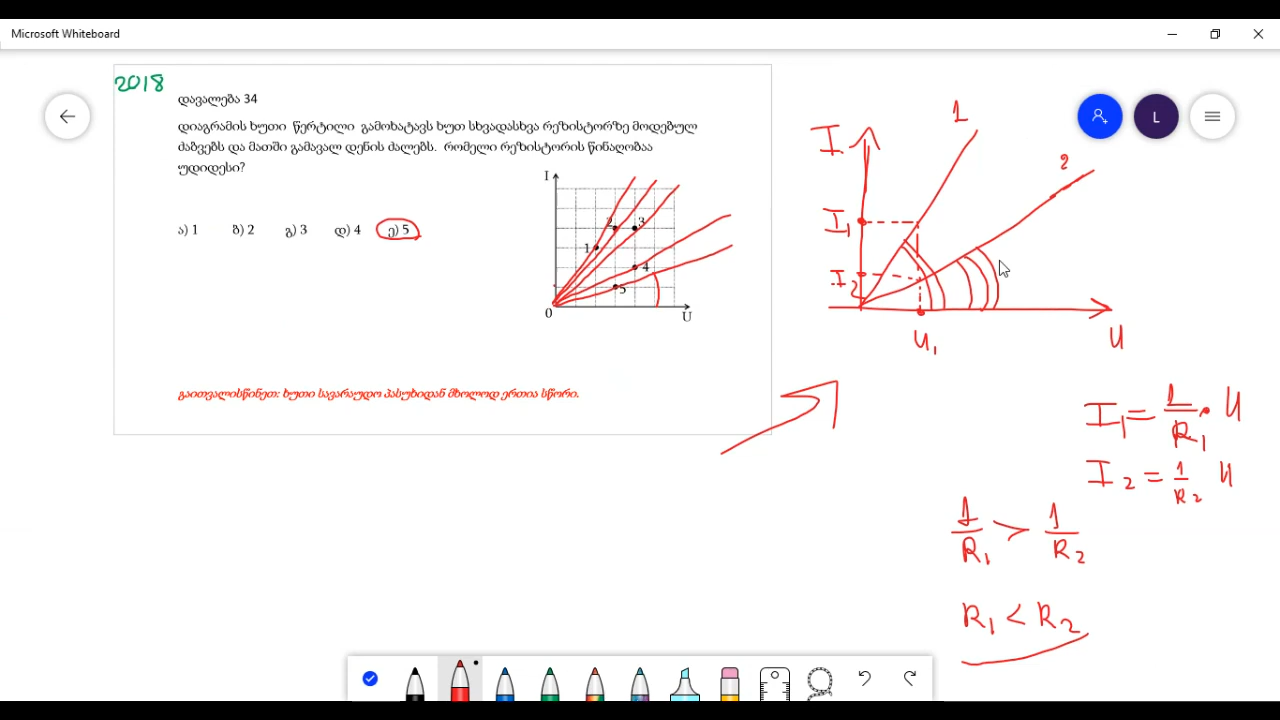 Microsoft Whiteboard
2018
დავალება 34
დიაგრამის ხუთი წერტილი გამოხატავს ხუთ სხვადასხვა რეზისტორზე მოდებულ
ძაბვებს და მათში გამავალ დენის ძალებს. რომელი რეზისტორის წინაღობაა
უდიდესი?
ა) 1 ბ) 2 გ) 3 დ) 4 ე) 5
I
2
3
1
4
5
0
U
გაითვალისწინეთ: ხუთი სავარაუდო პასუხიდან მხოლოდ ერთია სწორი.
I
1
2
I₁
I₂
U₁
U
L
I₁ = 1/R₁ · U
I₂ = 1/R₂ U
1/R₁ > 1/R₂
R₁ < R₂